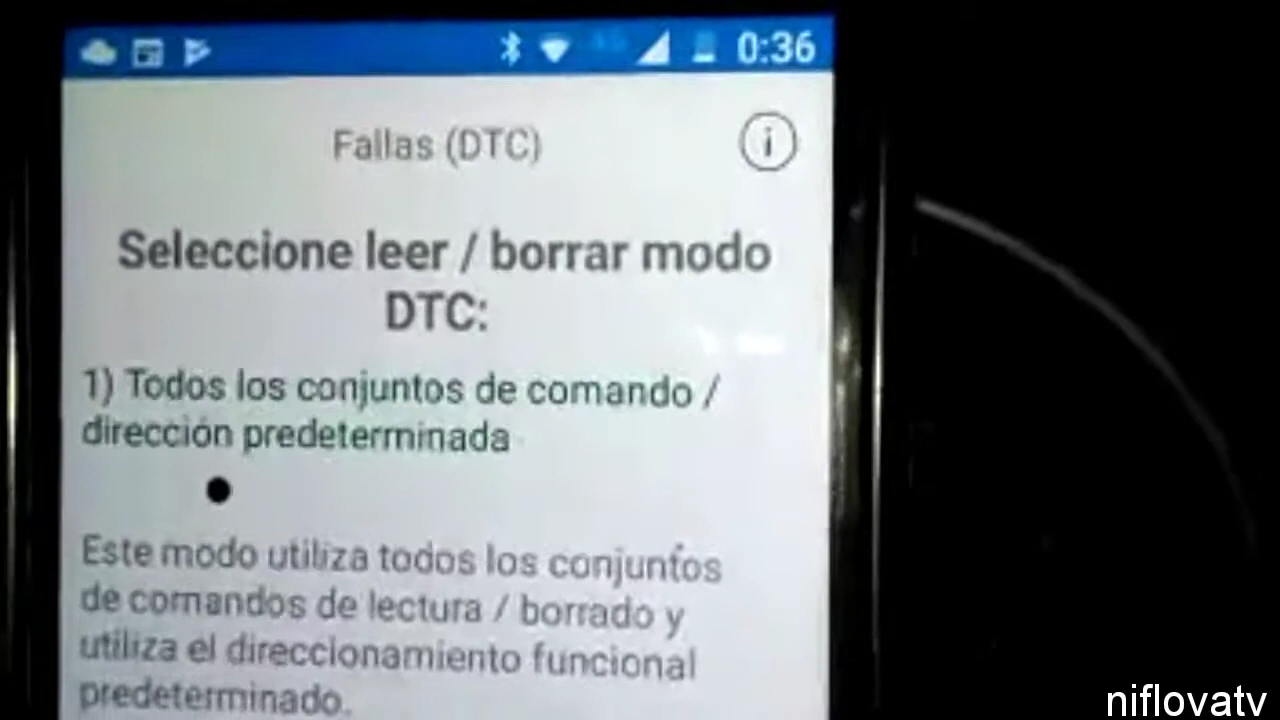 0:36
Fallas (DTC)
Seleccione leer / borrar modo
DTC:
1) Todos los conjuntos de comando /
dirección predeterminada
Este modo utiliza todos los conjuntos
de comandos de lectura / borrado y
utiliza el direccionamiento funcional
predeterminado.
niflovatv